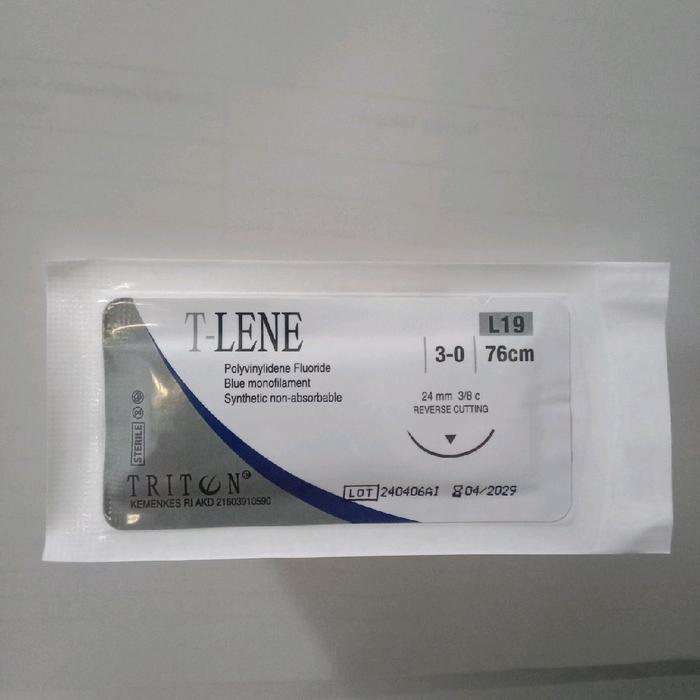 T-LENE
Polyvinylidene Fluoride
Blue monofilament
Synthetic non-absorbable
L19
3-0 76cm
24 mm 3/8 c
REVERSE CUTTING
STERILE
TRITON
KEMENKES RI AKD 21603910590
LOT 240406A1 04/2029